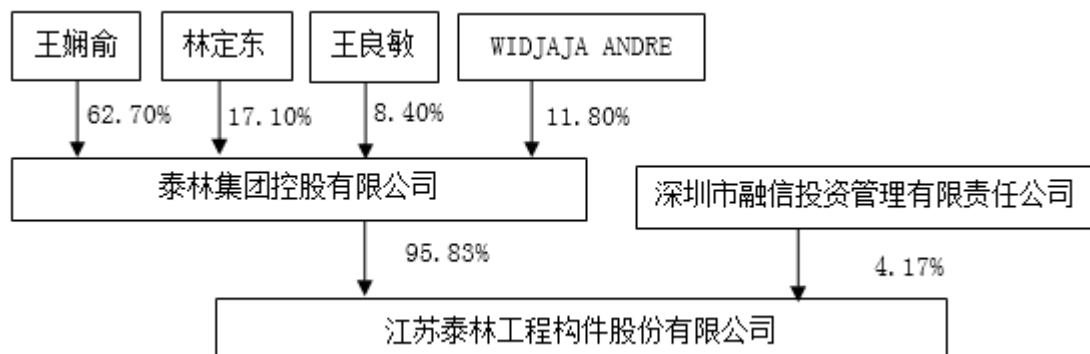 王娴俞
林定东
王良敏
WIDJAJA ANDRE
62.70%
17.10%
8.40%
11.80%
泰林集团控股有限公司
深圳市融信投资管理有限责任公司
95.83%
4.17%
江苏泰林工程构件股份有限公司